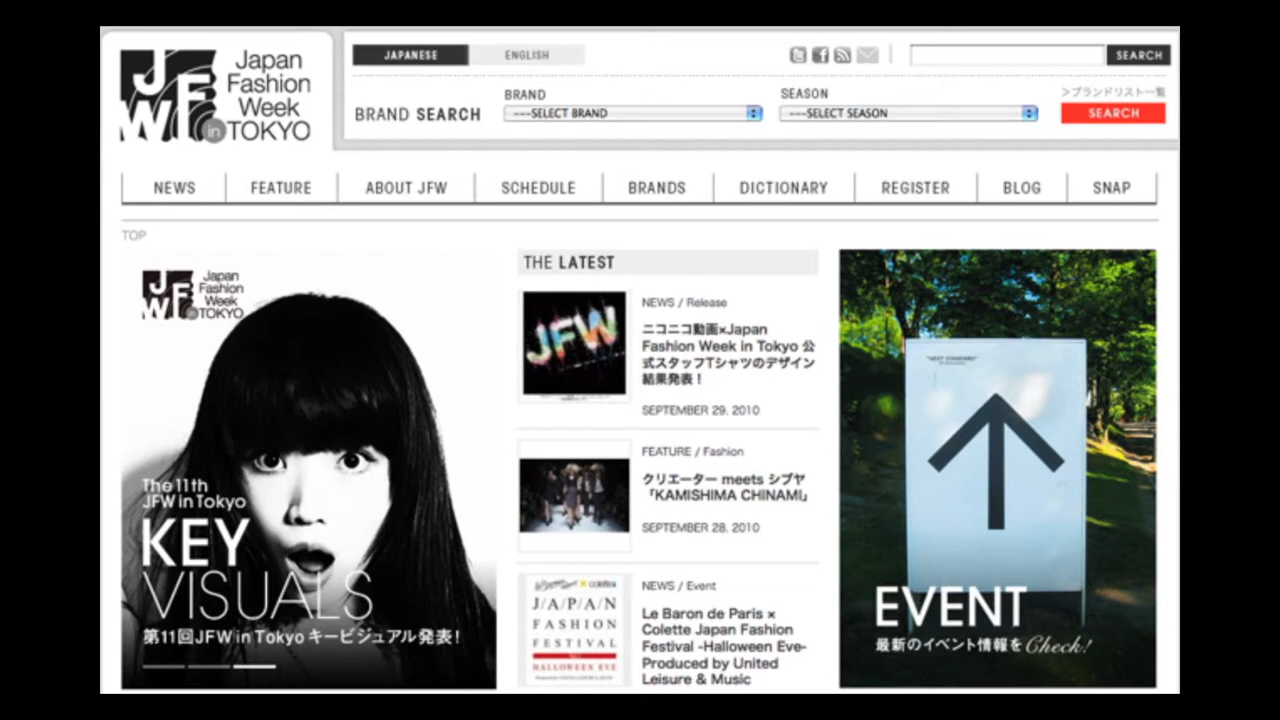 JFW in
Japan
Fashion
Week
TOKYO
JAPANESE
ENGLISH
SEARCH
BRAND SEARCH
BRAND
---SELECT BRAND
SEASON
---SELECT SEASON
>ブランドリスト一覧
SEARCH
NEWS
FEATURE
ABOUT JFW
SCHEDULE
BRANDS
DICTIONARY
REGISTER
BLOG
SNAP
TOP
JFW in
Japan
Fashion
Week
TOKYO
The 11th
JFW in Tokyo
KEY
VISUALS
第11回JFW in Tokyo キービジュアル発表!
THE LATEST
JFW
NEWS / Release
ニコニコ動画×Japan
Fashion Week in Tokyo 公
式スタッフTシャツのデザイン
結果発表!
SEPTEMBER 29, 2010
FEATURE / Fashion
クリエーター meets シブヤ
「KAMISHIMA CHINAMI」
SEPTEMBER 28, 2010
colette
J/A/P/A/N
FASHION
FESTIVAL
HALLOWEEN EVE
NEWS / Event
Le Baron de Paris ×
Colette Japan Fashion
Festival -Halloween Eve-
Produced by United
Leisure & Music
"NEXT STANDARD"
EVENT
最新のイベント情報を Check!